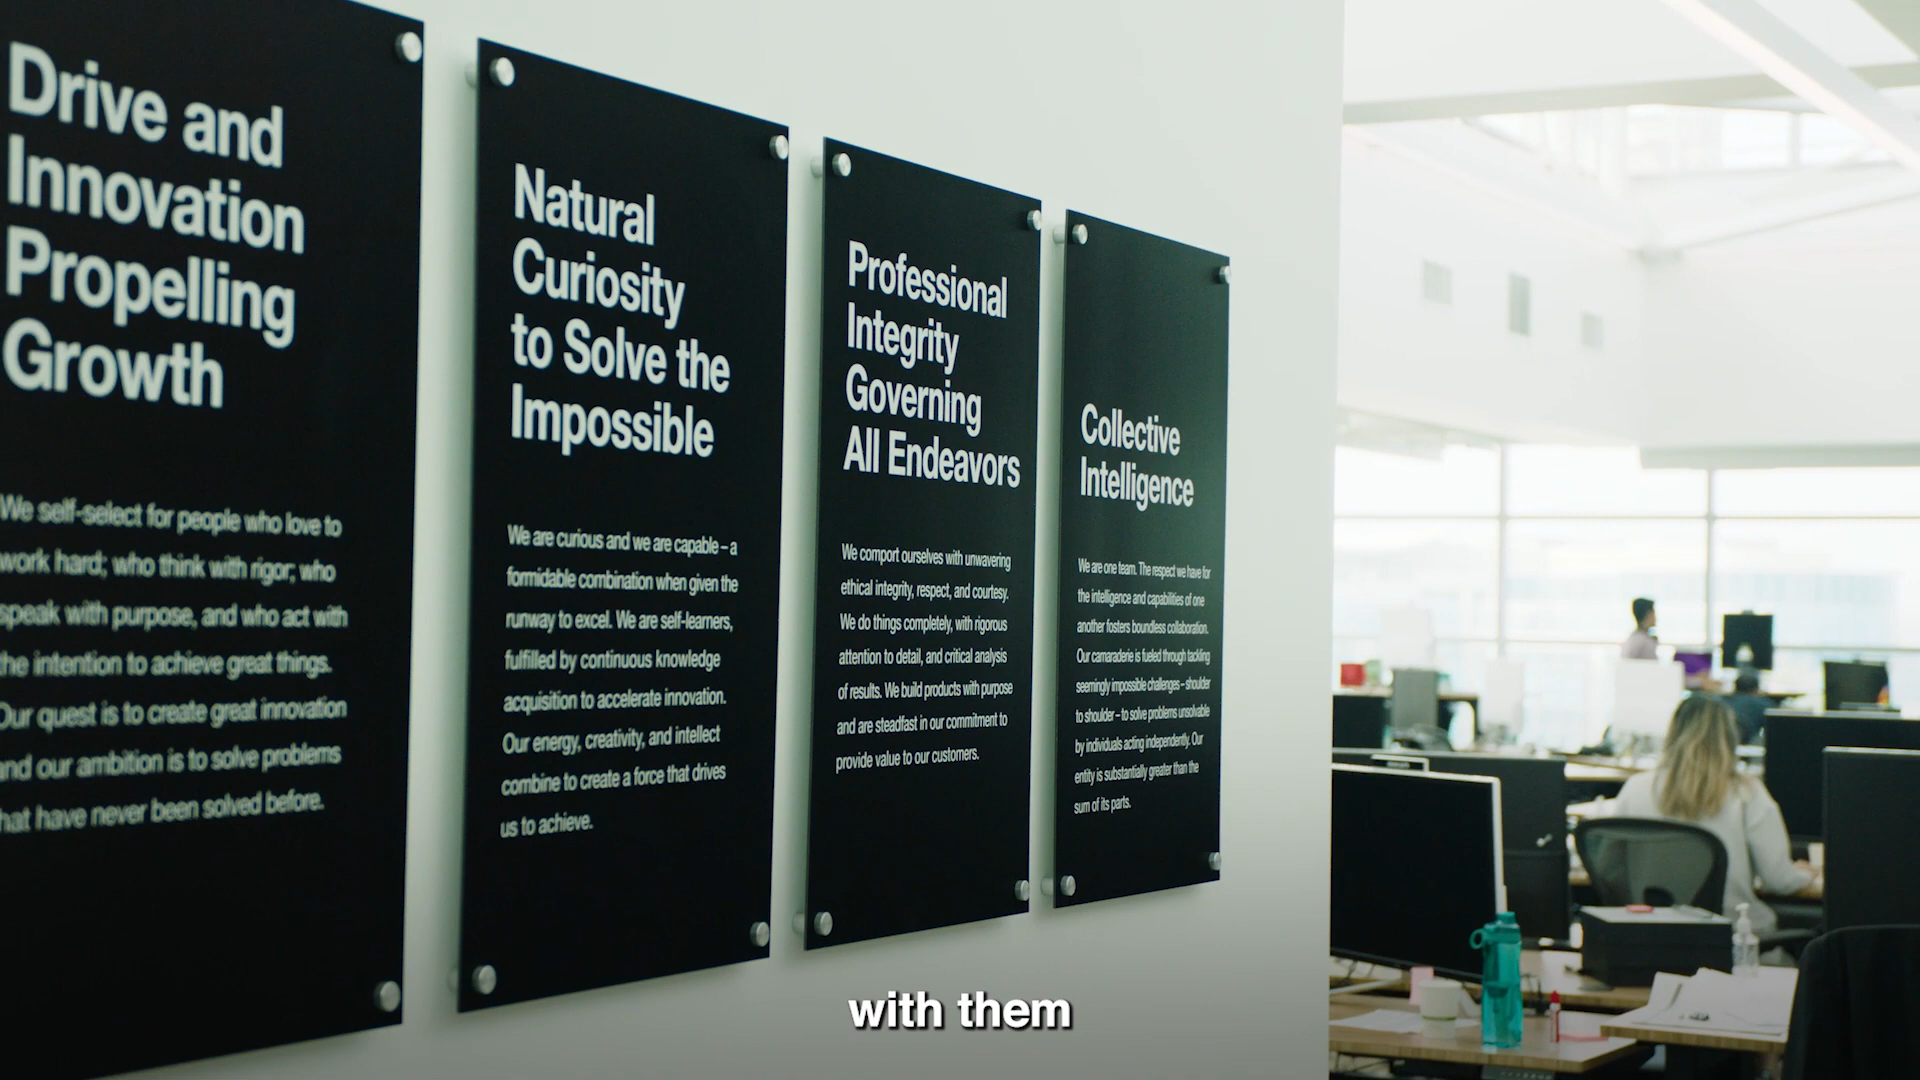 Drive and
Innovation
Propelling
Growth
We self-select for people who love to
work hard; who think with rigor; who
speak with purpose, and who act with
the intention to achieve great things.
Our quest is to create great innovation
and our ambition is to solve problems
that have never been solved before.
Natural
Curiosity
to Solve the
Impossible
We are curious and we are capable – a
formidable combination when given the
runway to excel. We are self-learners,
fulfilled by continuous knowledge
acquisition to accelerate innovation.
Our energy, creativity, and intellect
combine to create a force that drives
us to achieve.
Professional
Integrity
Governing
All Endeavors
We comport ourselves with unwavering
ethical integrity, respect, and courtesy.
We do things completely, with rigorous
attention to detail, and critical analysis
of results. We build products with purpose
and are steadfast in our commitment to
provide value to our customers.
Collective
Intelligence
We are one team. The respect we have for
the intelligence and capabilities of one
another fosters boundless collaboration.
Our camaraderie is fueled through tackling
seemingly impossible challenges – shoulder
to shoulder – to solve problems unsolvable
by individuals acting independently. Our
entity is substantially greater than the
sum of its parts.
with them